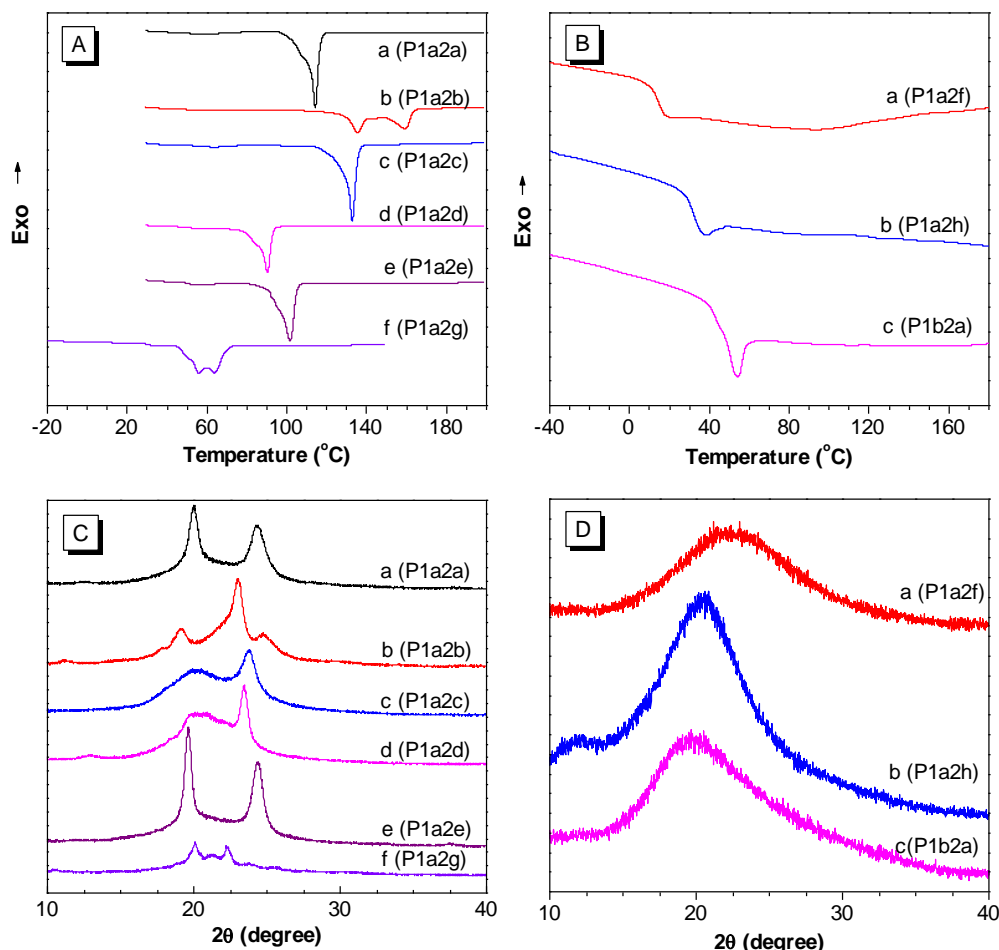 A
a (P1a2a)
b (P1a2b)
c (P1a2c)
d (P1a2d)
e (P1a2e)
f (P1a2g)
Exo →
-20 20 60 100 140 180
Temperature (°C)
B
a (P1a2f)
b (P1a2h)
c (P1b2a)
Exo →
-40 0 40 80 120 160
Temperature (°C)
C
a (P1a2a)
b (P1a2b)
c (P1a2c)
d (P1a2d)
e (P1a2e)
f (P1a2g)
10 20 30 40
2θ (degree)
D
a (P1a2f)
b (P1a2h)
c(P1b2a)
10 20 30 40
2θ (degree)